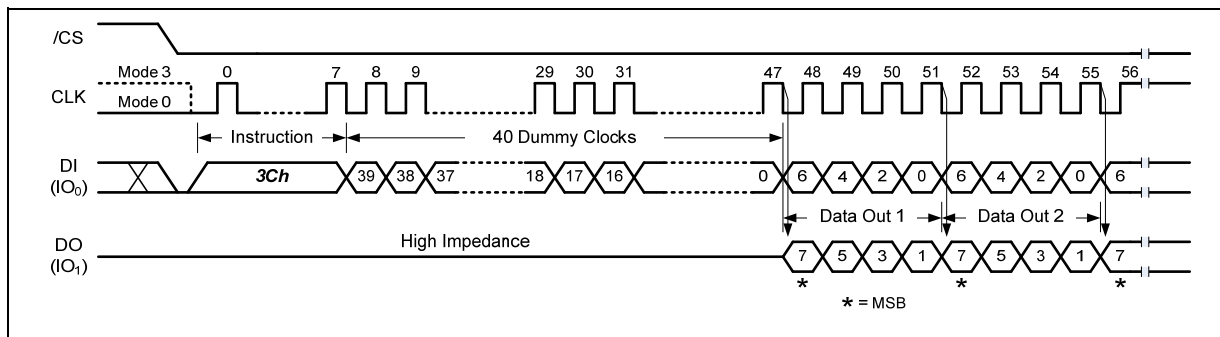 /CS
Mode 3 0 7 8 9 29 30 31 47 48 49 50 51 52 53 54 55 56
CLK
Mode 0
Instruction 40 Dummy Clocks
DI
(IO0)
3Ch 39 38 37 18 17 16 0 6 4 2 0 6 4 2 0 6
Data Out 1 Data Out 2
High Impedance
DO
(IO1)
7 5 3 1 7 5 3 1 7
* * *
* = MSB